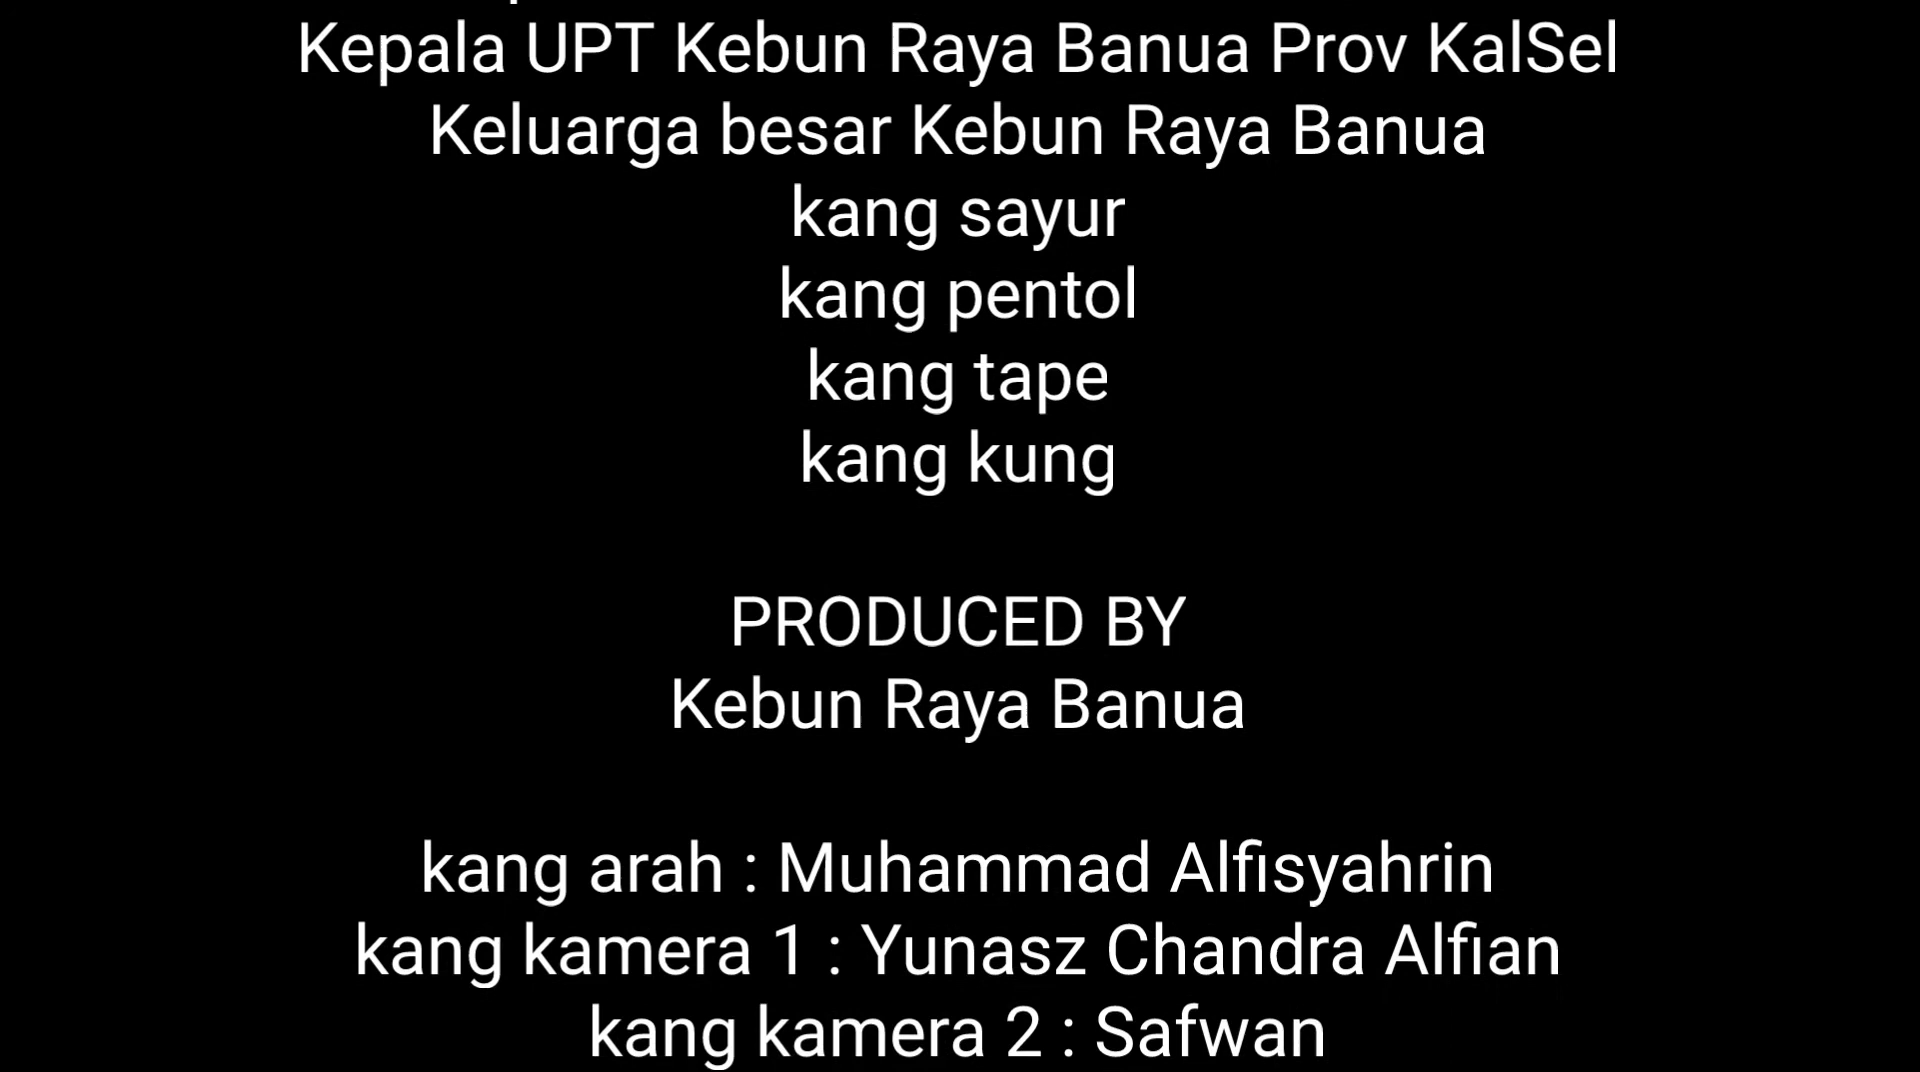 Kepala UPT Kebun Raya Banua Prov KalSel
Keluarga besar Kebun Raya Banua
kang sayur
kang pentol
kang tape
kang kung
PRODUCED BY
Kebun Raya Banua
kang arah : Muhammad Alfisyahrin
kang kamera 1 : Yunasz Chandra Alfian
kang kamera 2 : Safwan